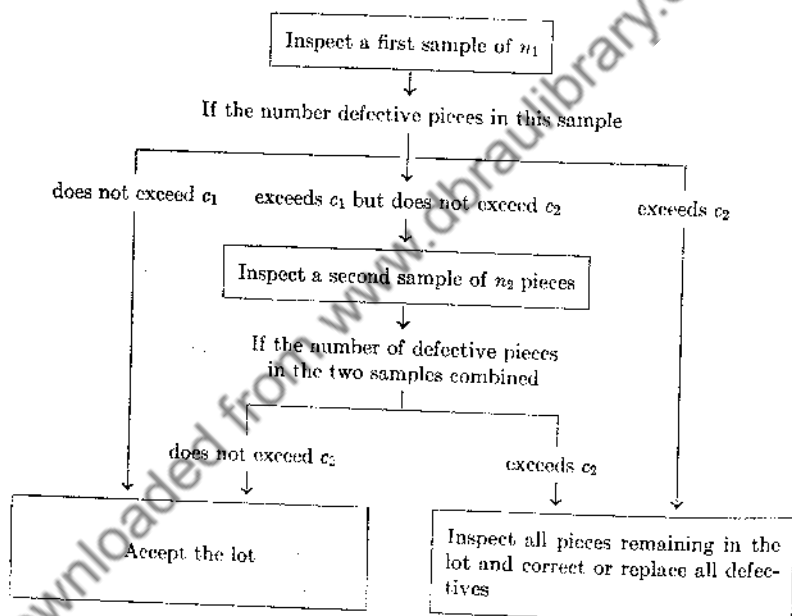 Inspect a first sample of n₁
If the number defective pieces in this sample
does not exceed c₁
exceeds c₁ but does not exceed c₂
exceeds c₂
Inspect a second sample of n₂ pieces
If the number of defective pieces
in the two samples combined
does not exceed c₂
exceeds c₂
Accept the lot
Inspect all pieces remaining in the
lot and correct or replace all defec-
tives
ownloaded from www.dbraulibrary.